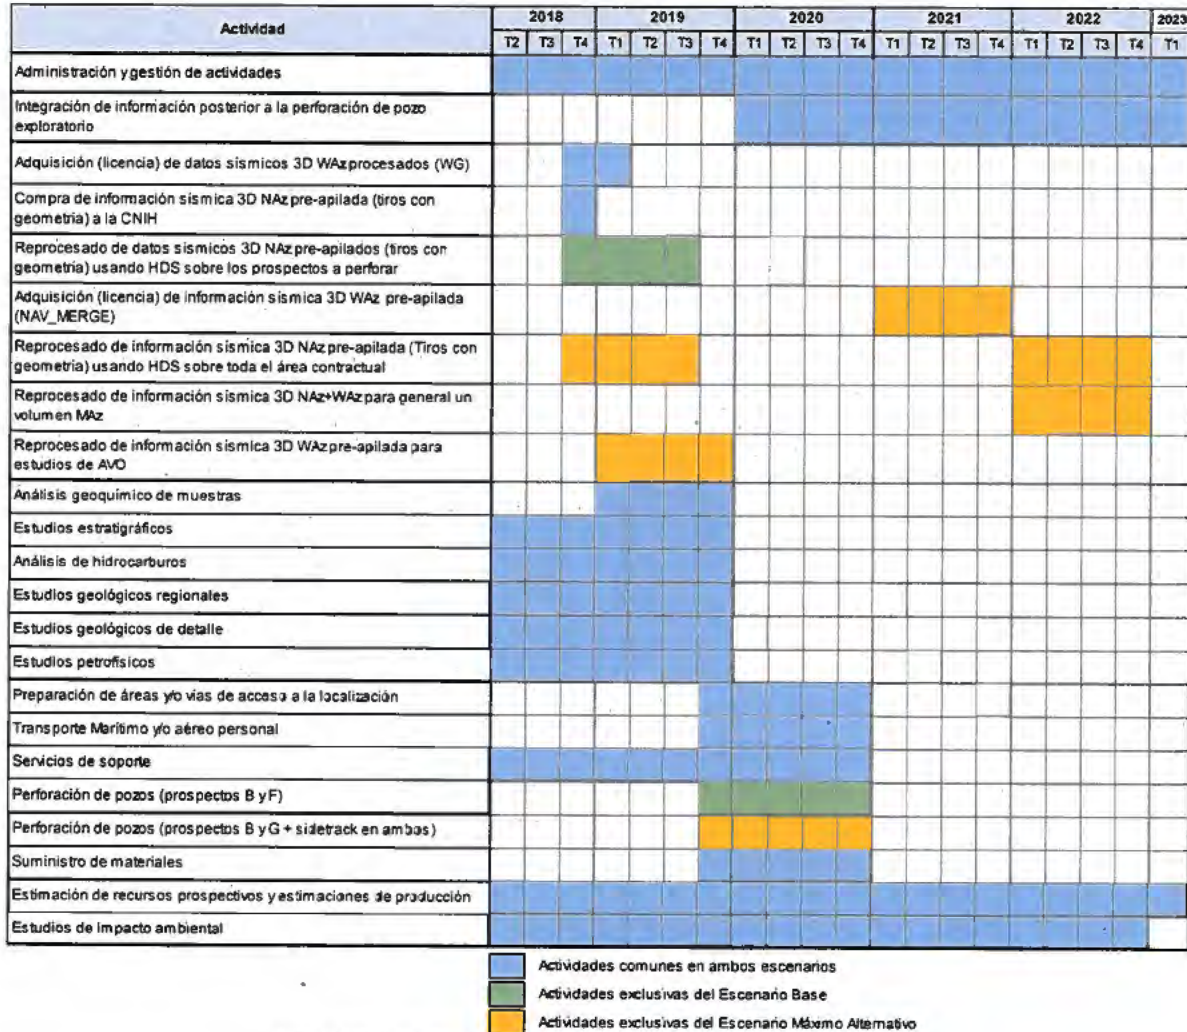 Actividad
2018 2019 2020 2021 2022 2023
T2 T3 T4 T1 T2 T3 T4 T1 T2 T3 T4 T1 T2 T3 T4 T1 T2 T3 T4 T1
Administración y gestión de actividades
Integración de información posterior a la perforación de pozo
exploratorio
Adquisición (licencia) de datos sísmicos 3D WAz procesados (WG)
Compra de información sísmica 3D NAz pre-apilada (tiros con
geometría) a la CNIH
Reprocesado de datos sísmicos 3D NAz pre-apilados (tiros con
geometría) usando HDS sobre los prospectos a perforar
Adquisición (licencia) de información sísmica 3D WAz pre-apilada
(NAV_MERGE)
Reprocesado de información sísmica 3D NAz pre-apilada (Tiros con
geometría) usando HDS sobre toda el área contractual
Reprocesado de información sísmica 3D NAz+WAz para general un
volumen MAz
Reprocesado de información sísmica 3D WAz pre-apilada para
estudios de AVO
Análisis geoquímico de muestras
Estudios estratigráficos
Análisis de hidrocarburos
Estudios geológicos regionales
Estudios geológicos de detalle
Estudios petrofísicos
Preparación de áreas y/o vías de acceso a la localización
Transporte Marítimo y/o aéreo personal
Servicios de soporte
Perforación de pozos (prospectos B y F)
Perforación de pozos (prospectos B y G + sidetrack en ambos)
Suministro de materiales
Estimación de recursos prospectivos y estimaciones de producción
Estudios de impacto ambiental
Actividades comunes en ambos escenarios
Actividades exclusivas del Escenario Base
Actividades exclusivas del Escenario Máximo Alternativo